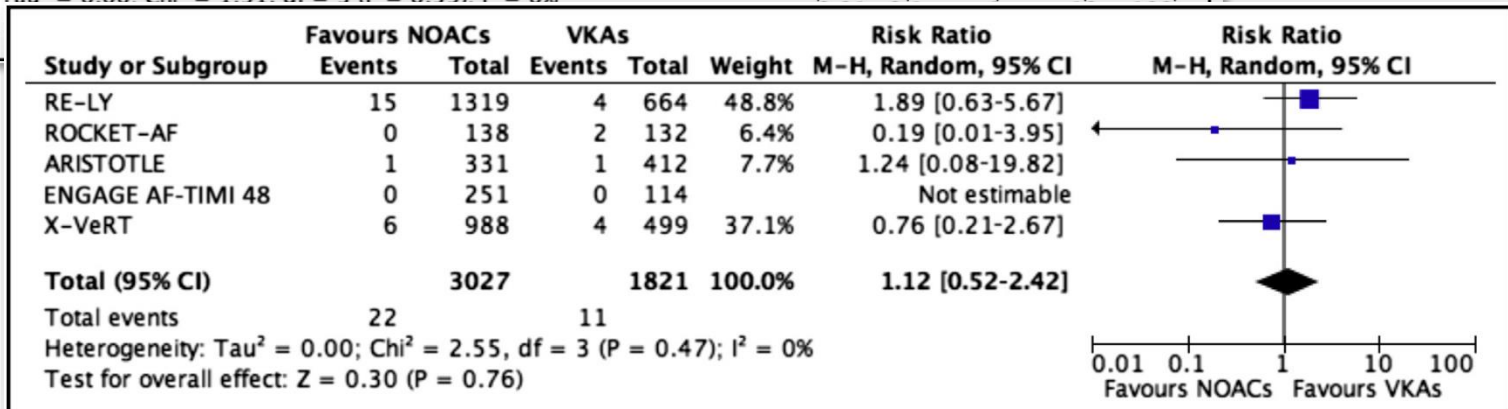 Favours NOACs VKAs Risk Ratio Risk Ratio
Study or Subgroup Events Total Events Total Weight M-H, Random, 95% CI M-H, Random, 95% CI
RE-LY 15 1319 4 664 48.8% 1.89 [0.63-5.67]
ROCKET-AF 0 138 2 132 6.4% 0.19 [0.01-3.95]
ARISTOTLE 1 331 1 412 7.7% 1.24 [0.08-19.82]
ENGAGE AF-TIMI 48 0 251 0 114 Not estimable
X-VeRT 6 988 4 499 37.1% 0.76 [0.21-2.67]
Total (95% CI) 3027 1821 100.0% 1.12 [0.52-2.42]
Total events 22 11
Heterogeneity: Tau² = 0.00; Chi² = 2.55, df = 3 (P = 0.47); I² = 0%
Test for overall effect: Z = 0.30 (P = 0.76)
0.01 0.1 1 10 100
Favours NOACs Favours VKAs